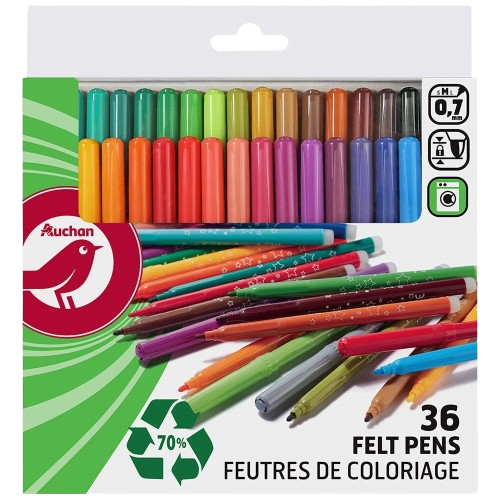 S M L
0,7
mm
Auchan
70%
36
FELT PENS
FEUTRES DE COLORIAGE